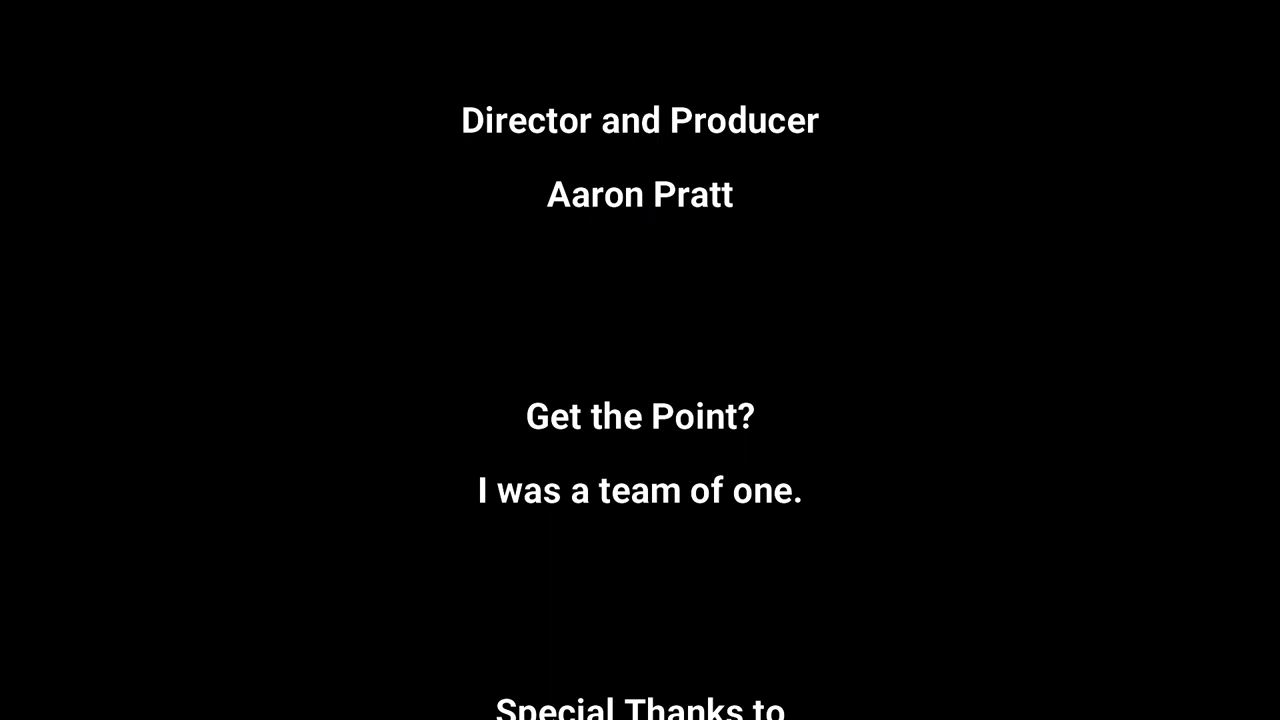 Director and Producer
Aaron Pratt
Get the Point?
I was a team of one.
Special Thanks to